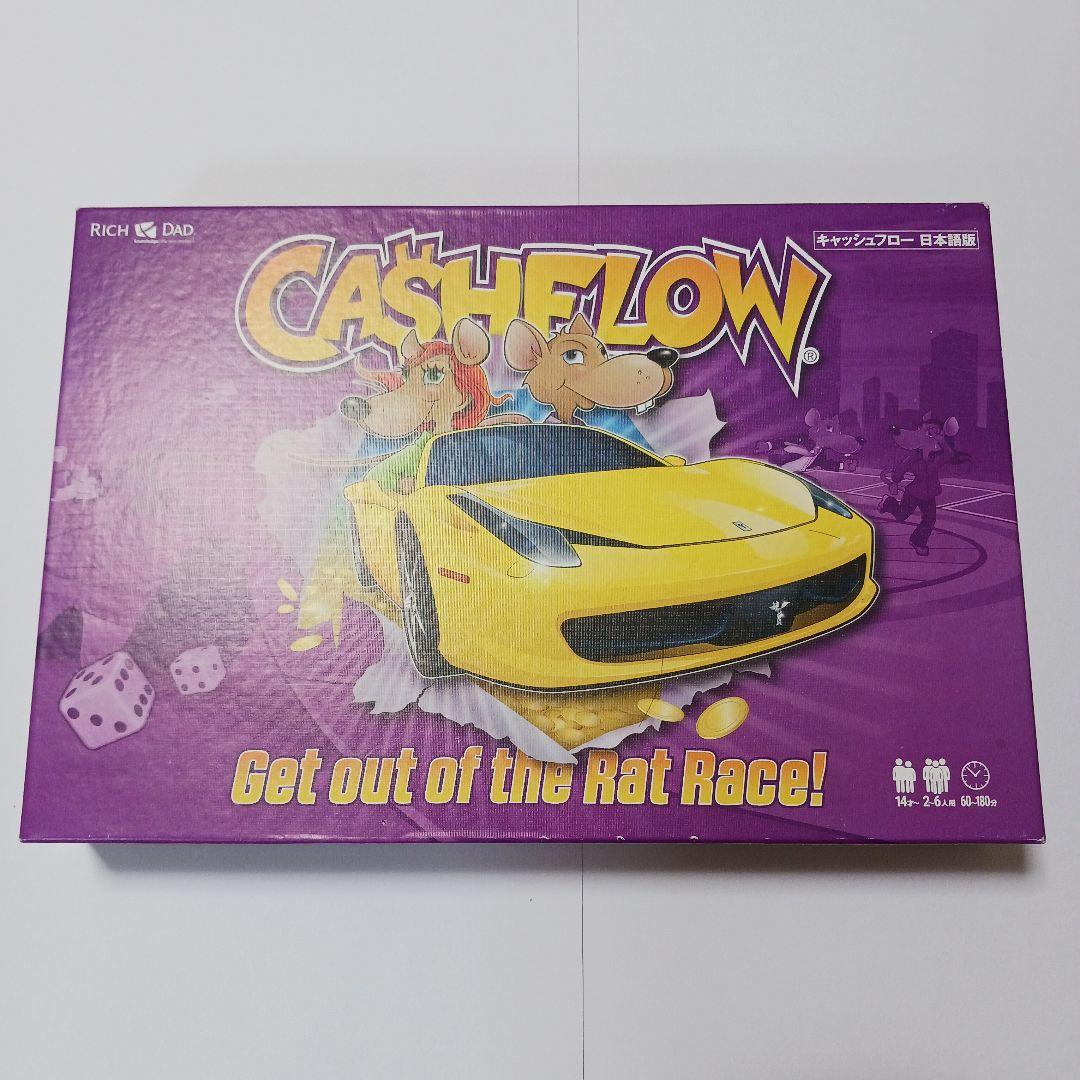 RICH DAD
キャッシュフロー 日本語版
CA$HFLOW®
Get out of the Rat Race!
14才~ 2~6人用 60~180分